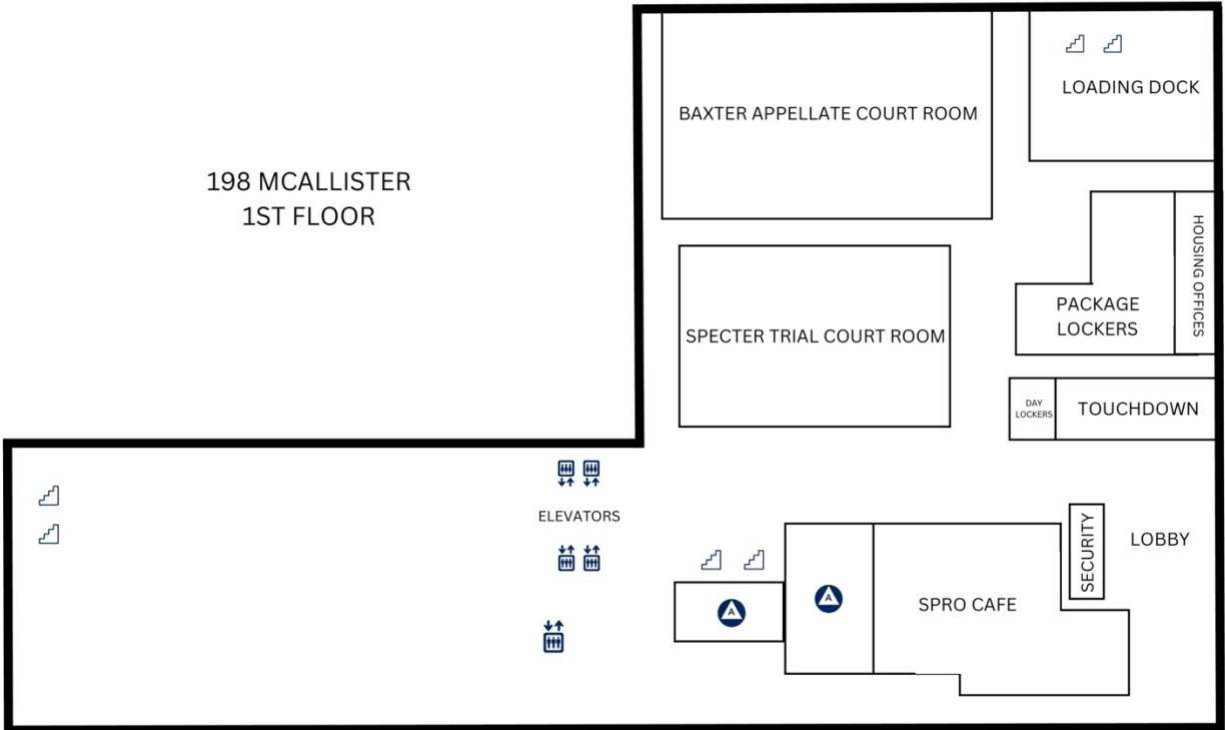 198 MCALLISTER
1ST FLOOR
BAXTER APPELLATE COURT ROOM
LOADING DOCK
HOUSING OFFICES
PACKAGE
LOCKERS
SPECTER TRIAL COURT ROOM
DAY
LOCKERS
TOUCHDOWN
ELEVATORS
SECURITY
LOBBY
SPRO CAFE
A
A